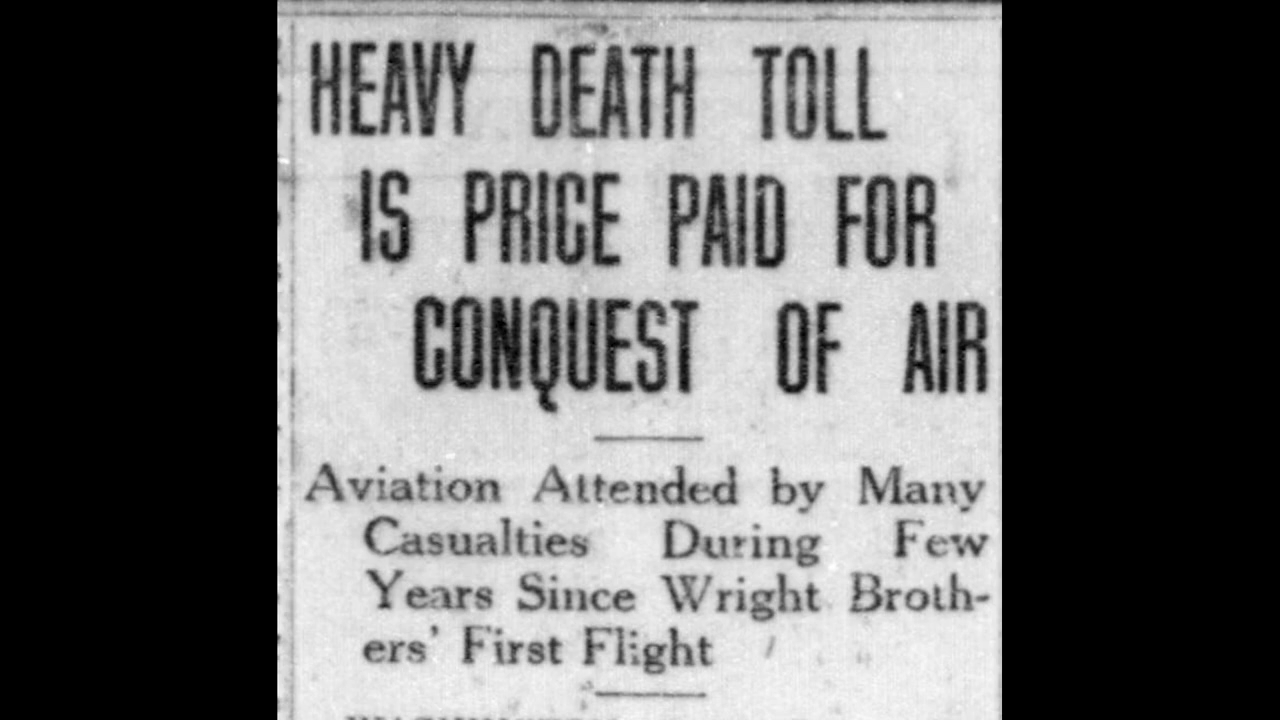 HEAVY DEATH TOLL
IS PRICE PAID FOR
CONQUEST OF AIR
Aviation Attended by Many
Casualties During Few
Years Since Wright Broth-
ers' First Flight